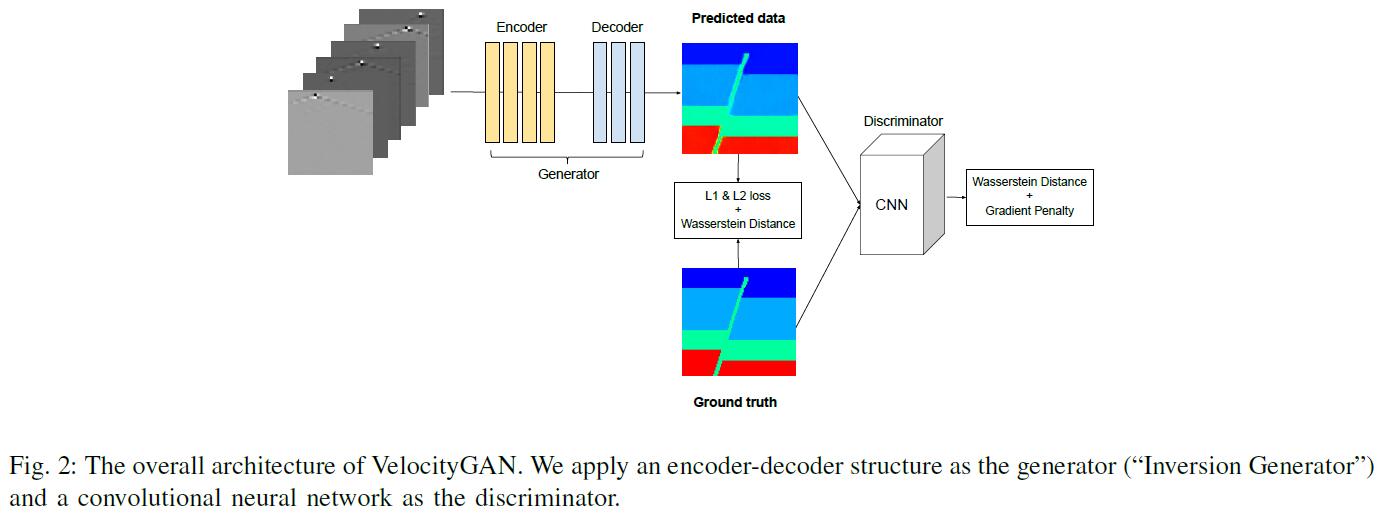 Encoder
Decoder
Predicted data
Generator
L1 & L2 loss
+
Wasserstein Distance
Discriminator
CNN
Wasserstein Distance
+
Gradient Penalty
Ground truth
Fig. 2: The overall architecture of VelocityGAN. We apply an encoder-decoder structure as the generator (“Inversion Generator”)
and a convolutional neural network as the discriminator.